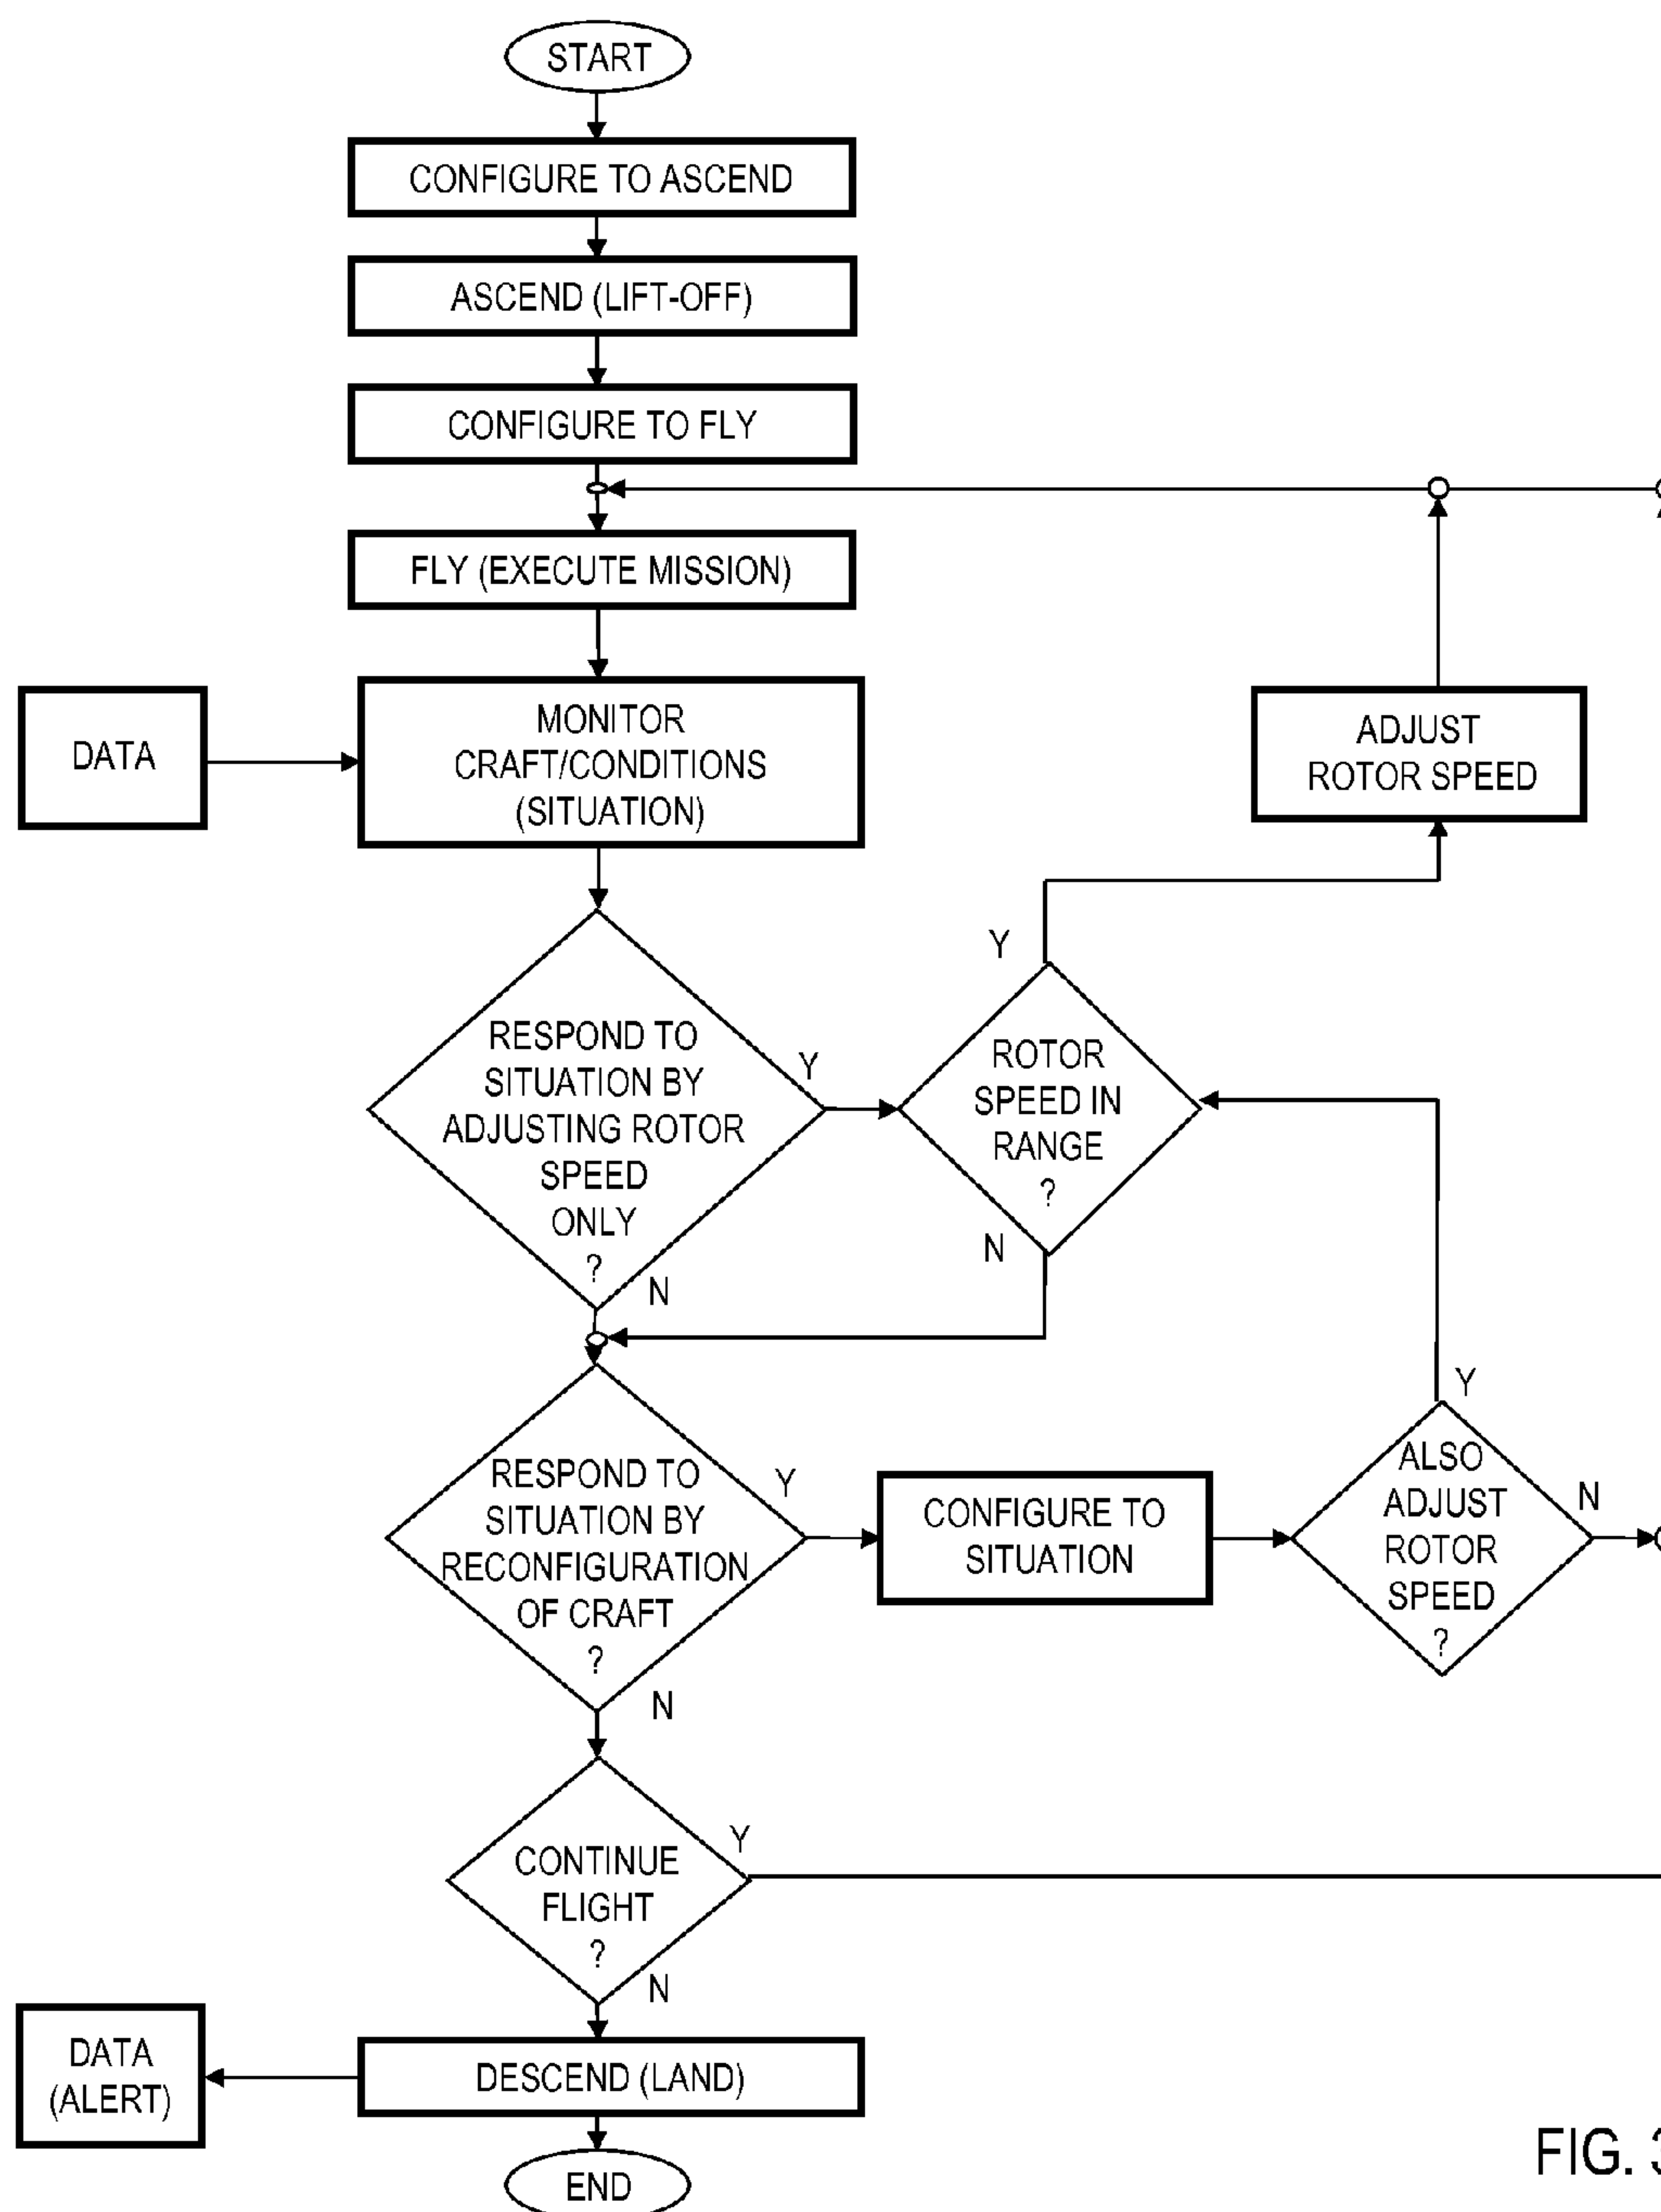 START
CONFIGURE TO ASCEND
ASCEND (LIFT-OFF)
CONFIGURE TO FLY
FLY (EXECUTE MISSION)
DATA
MONITOR
CRAFT/CONDITIONS
(SITUATION)
ADJUST
ROTOR SPEED
RESPOND TO
SITUATION BY
ADJUSTING ROTOR
SPEED
ONLY
?
Y
N
ROTOR
SPEED IN
RANGE
?
Y
N
RESPOND TO
SITUATION BY
RECONFIGURATION
OF CRAFT
?
Y
N
CONFIGURE TO
SITUATION
ALSO
ADJUST
ROTOR
SPEED
?
Y
N
CONTINUE
FLIGHT
?
Y
N
DATA
(ALERT)
DESCEND (LAND)
END
FIG.